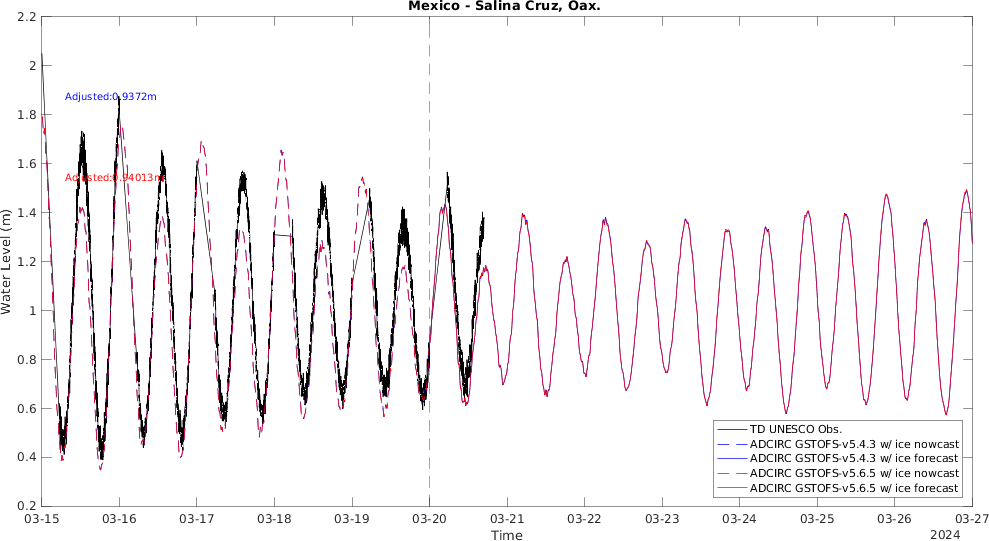 Mexico - Salina Cruz, Oax.
2.2
2
1.8
1.6
1.4
1.2
1
0.8
0.6
0.4
0.2
Water Level (m)
Adjusted:0.9372m
Adjusted:0.94013m
TD UNESCO Obs.
ADCIRC GSTOFS-v5.4.3 w/ ice nowcast
ADCIRC GSTOFS-v5.4.3 w/ ice forecast
ADCIRC GSTOFS-v5.6.5 w/ ice nowcast
ADCIRC GSTOFS-v5.6.5 w/ ice forecast
03-15 03-16 03-17 03-18 03-19 03-20 03-21 03-22 03-23 03-24 03-25 03-26 03-27
Time
2024